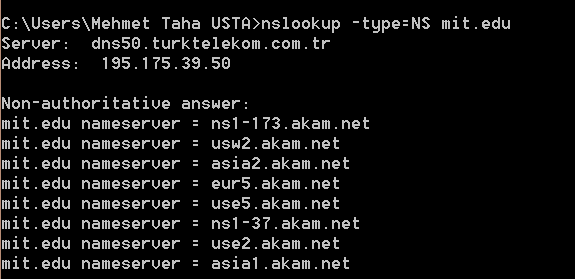 C:\Users\Mehmet Taha USTA>nslookup -type=NS mit.edu
Server:  dns50.turktelekom.com.tr
Address:  195.175.39.50

Non-authoritative answer:
mit.edu nameserver = ns1-173.akam.net
mit.edu nameserver = usw2.akam.net
mit.edu nameserver = asia2.akam.net
mit.edu nameserver = eur5.akam.net
mit.edu nameserver = use5.akam.net
mit.edu nameserver = ns1-37.akam.net
mit.edu nameserver = use2.akam.net
mit.edu nameserver = asia1.akam.net